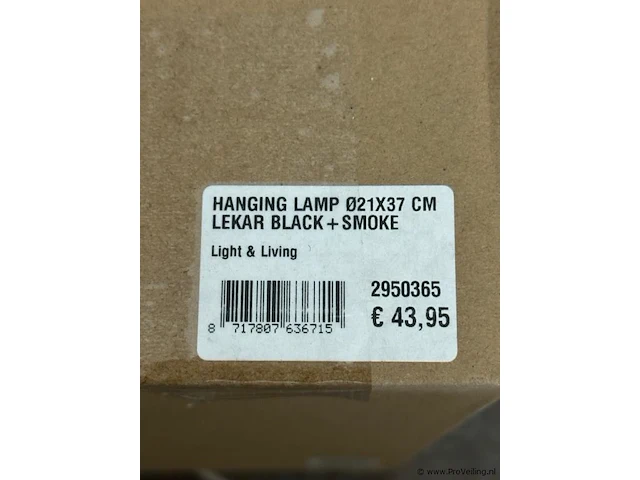 HANGING LAMP Ø21X37 CM
LEKAR BLACK+SMOKE
Light & Living
2950365
8 717807 636715
€ 43,95
© www.ProVeiling.nl